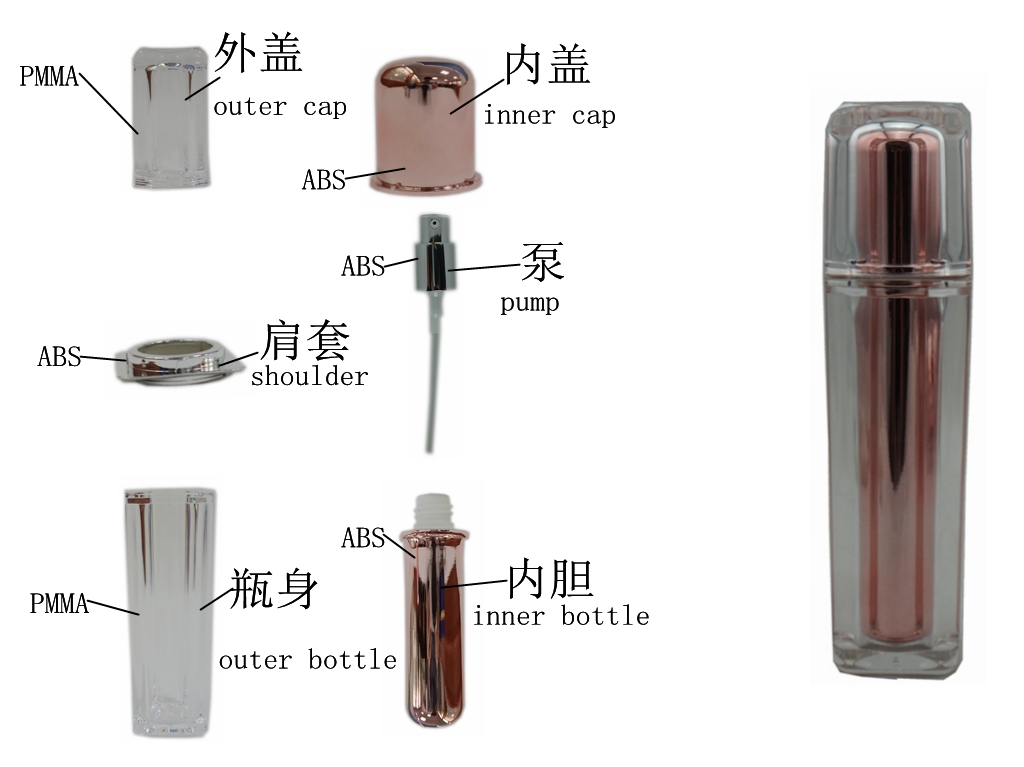 PMMA
外盖
outer cap
内盖
inner cap
ABS
ABS
泵
pump
ABS
肩套
shoulder
ABS
内胆
inner bottle
PMMA
瓶身
outer bottle